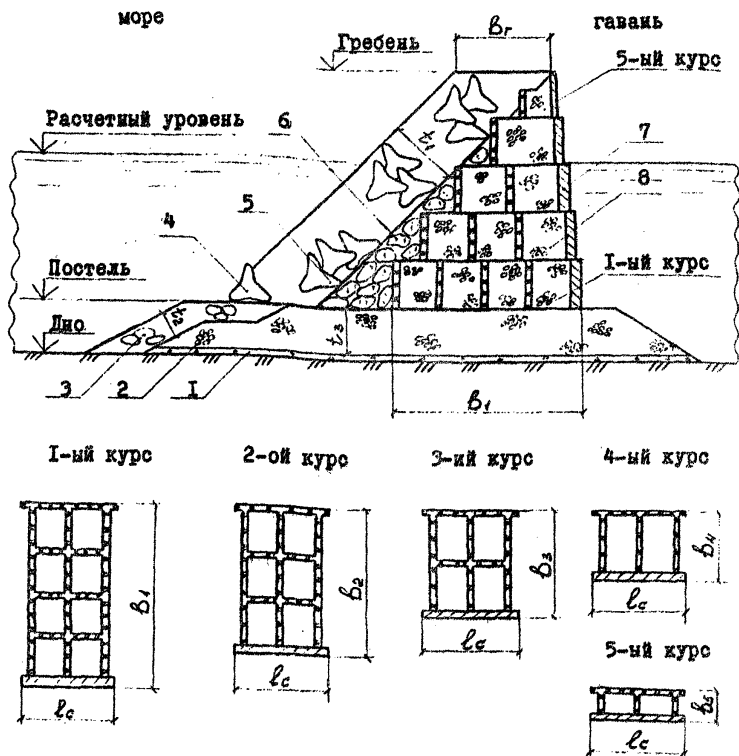 море
гавань
Гребень
Bг
5-ый курс
Расчетный уровень
6
7
t1
8
5
4
Постель
I-ый курс
Дно
t2
t3
3
2
I
B1
I-ый курс
2-ой курс
3-ий курс
4-ый курс
B1
B2
B3
B4
ℓc
ℓc
ℓc
ℓc
5-ый курс
B5
ℓc